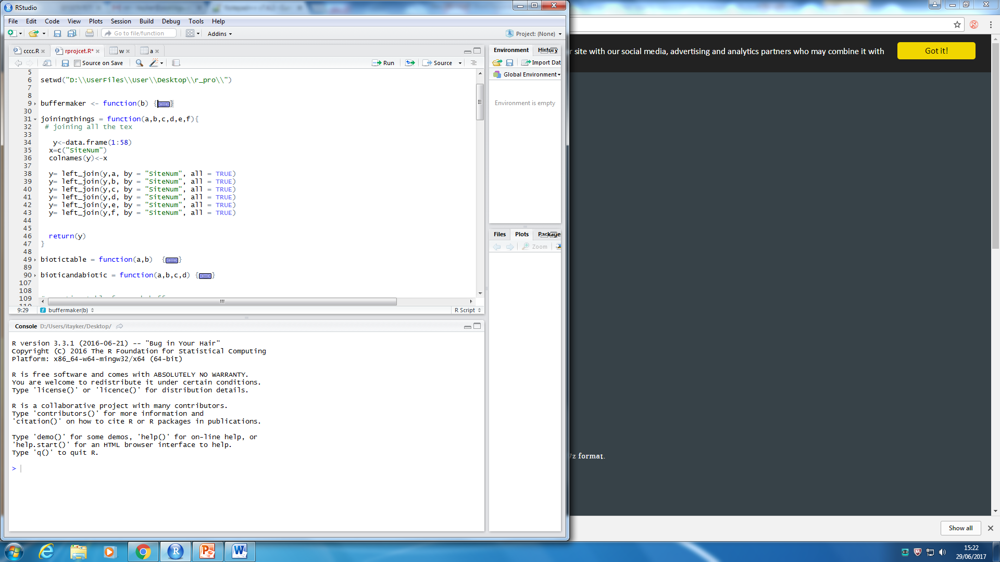 RStudio
File Edit Code View Plots Session Build Debug Tools Help
Go to file/function Addins Project: (None)
cccc.R rprojcet.R* w a
Source on Save Run Source
5
6 setwd("D:\\UserFiles\\User\\Desktop\\r_pro\\")
7
8
9 buffermaker <- function(b) {}
30
31 joiningthings = function(a,b,c,d,e,f){
32 # joining all the tex
33
34 y<-data.frame(1:58)
35 x=c("SiteNum")
36 colnames(y)<-x
37
38 y= left_join(y,a, by = "SiteNum", all = TRUE)
39 y= left_join(y,b, by = "SiteNum", all = TRUE)
40 y= left_join(y,c, by = "SiteNum", all = TRUE)
41 y= left_join(y,d, by = "SiteNum", all = TRUE)
42 y= left_join(y,e, by = "SiteNum", all = TRUE)
43 y= left_join(y,f, by = "SiteNum", all = TRUE)
44
45
46 return(y)
47 }
48
49 biotictable = function(a,b) {}
89
90 bioticandabiotic = function(a,b,c,d) {}
107
108
109
9:29 buffermaker(b) R Script
Console D:/Users/itayker/Desktop/
R version 3.3.1 (2016-06-21) -- "Bug in Your Hair"
Copyright (C) 2016 The R Foundation for Statistical Computing
Platform: x86_64-w64-mingw32/x64 (64-bit)
R is free software and comes with ABSOLUTELY NO WARRANTY.
You are welcome to redistribute it under certain conditions.
Type 'license()' or 'licence()' for distribution details.
R is a collaborative project with many contributors.
Type 'contributors()' for more information and
'citation()' on how to cite R or R packages in publications.
Type 'demo()' for some demos, 'help()' for on-line help, or
'help.start()' for an HTML browser interface to help.
Type 'q()' to quit R.
>
Environment History
Import Dat
Global Environment
Environment is empty
Files Plots Package
Zoom
r site with our social media, advertising and analytics partners who may combine it with Got it!
7z format.
Show all
15:22
29/06/2017